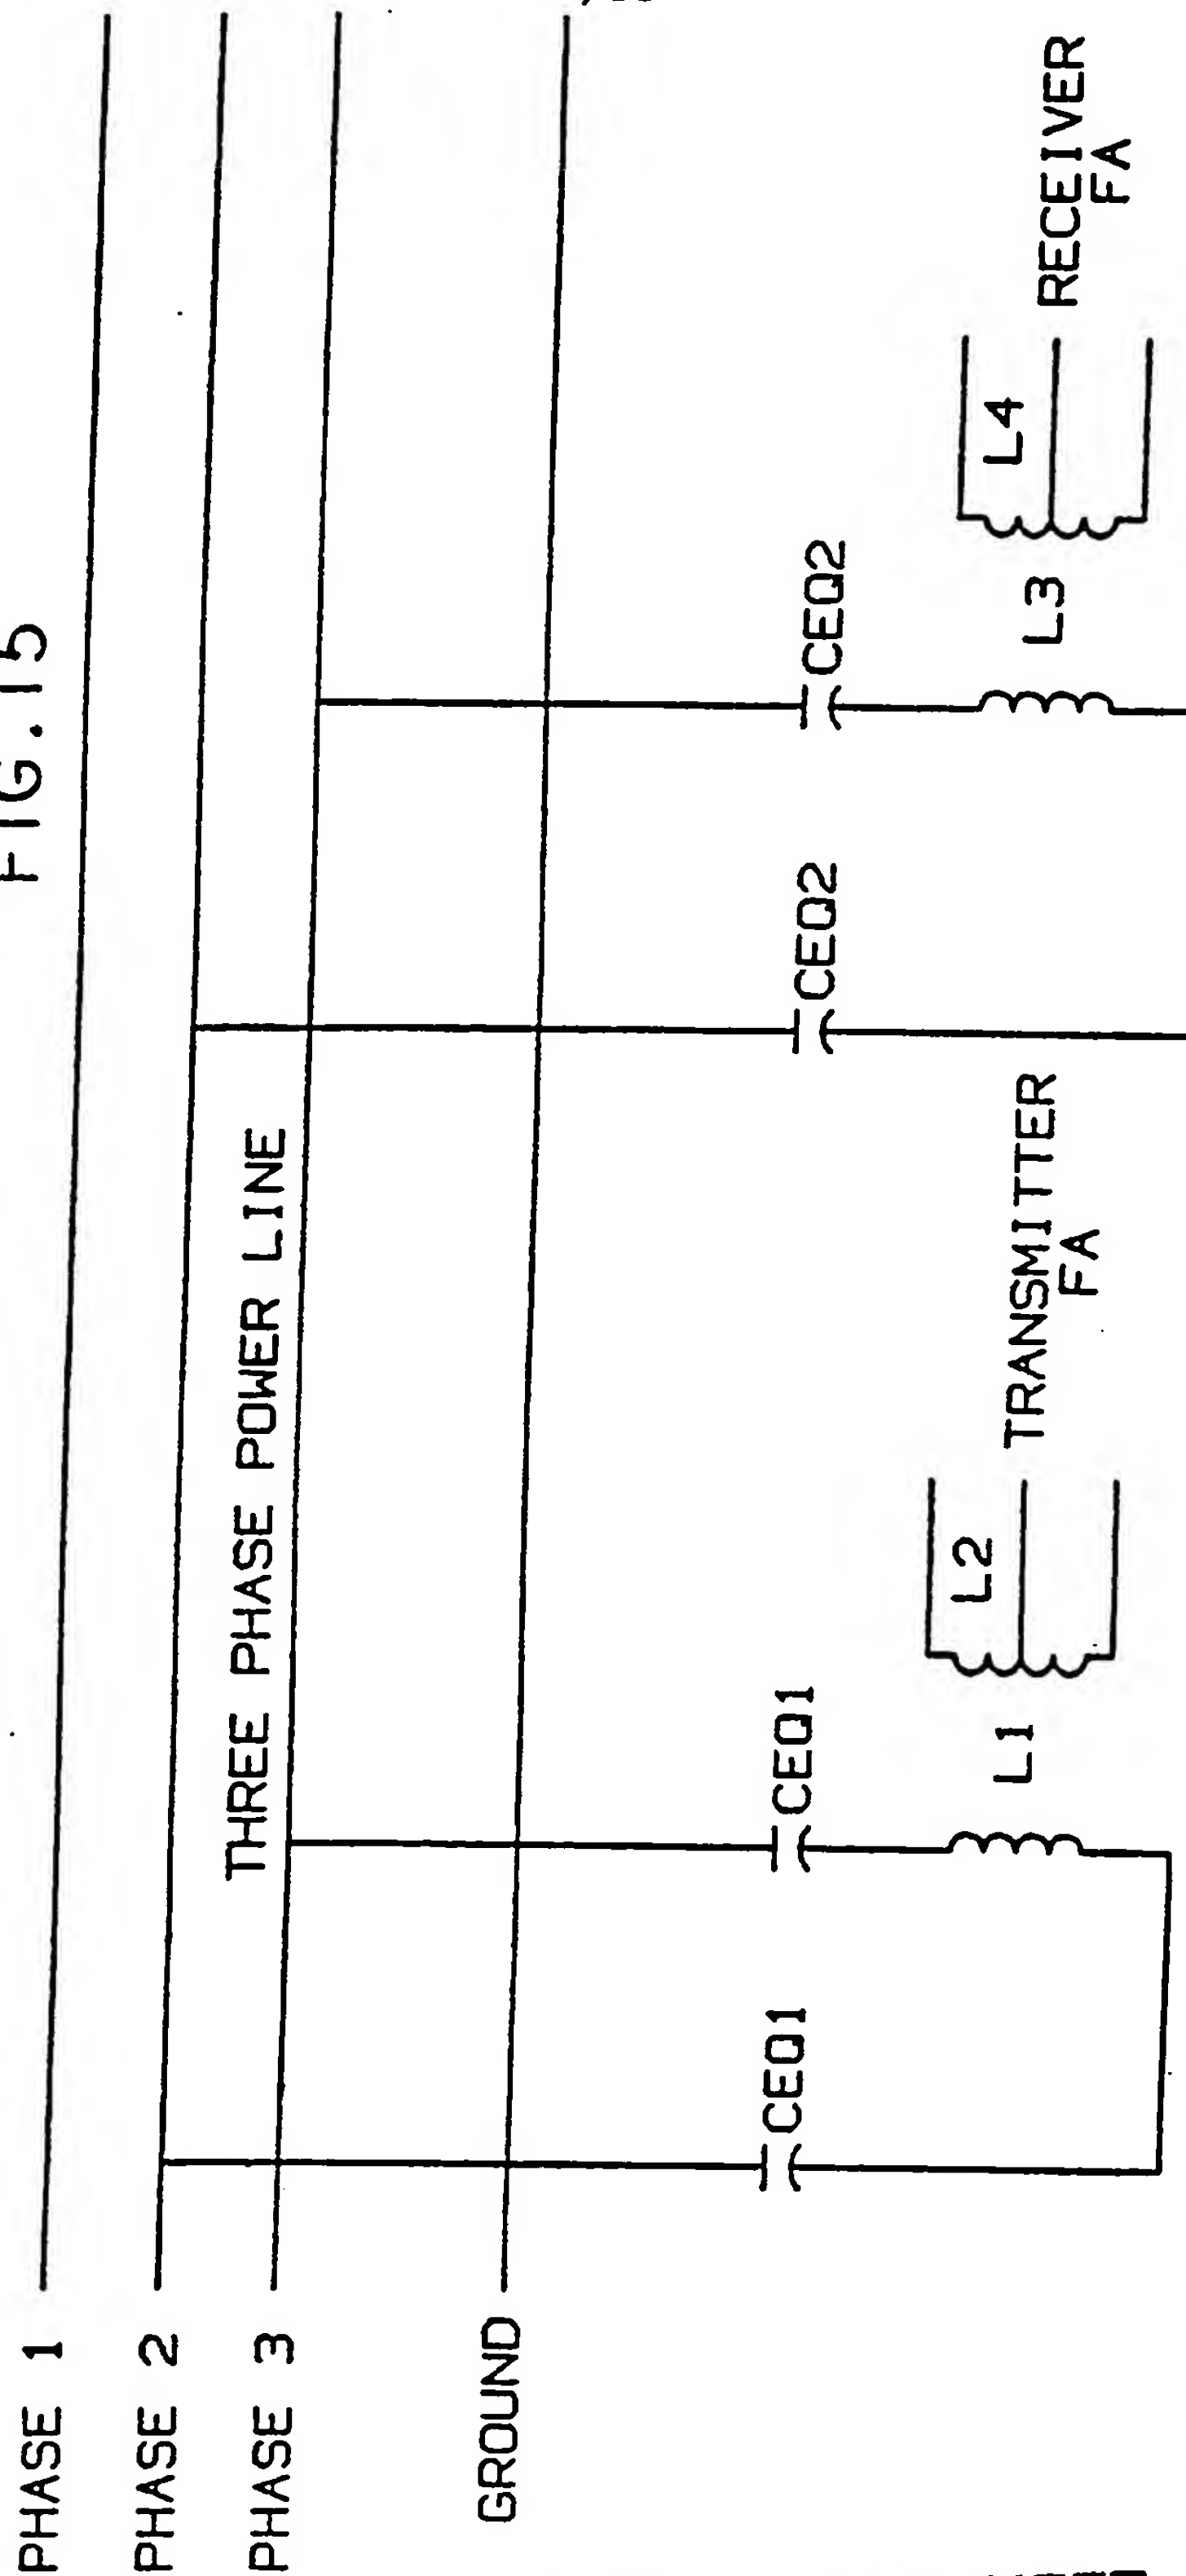 FIG.15
PHASE 1
PHASE 2
PHASE 3
THREE PHASE POWER LINE
GROUND
CEQ1
CEQ1
CEQ2
CEQ2
L1
L2
TRANSMITTER
FA
L3
L4
RECEIVER
FA